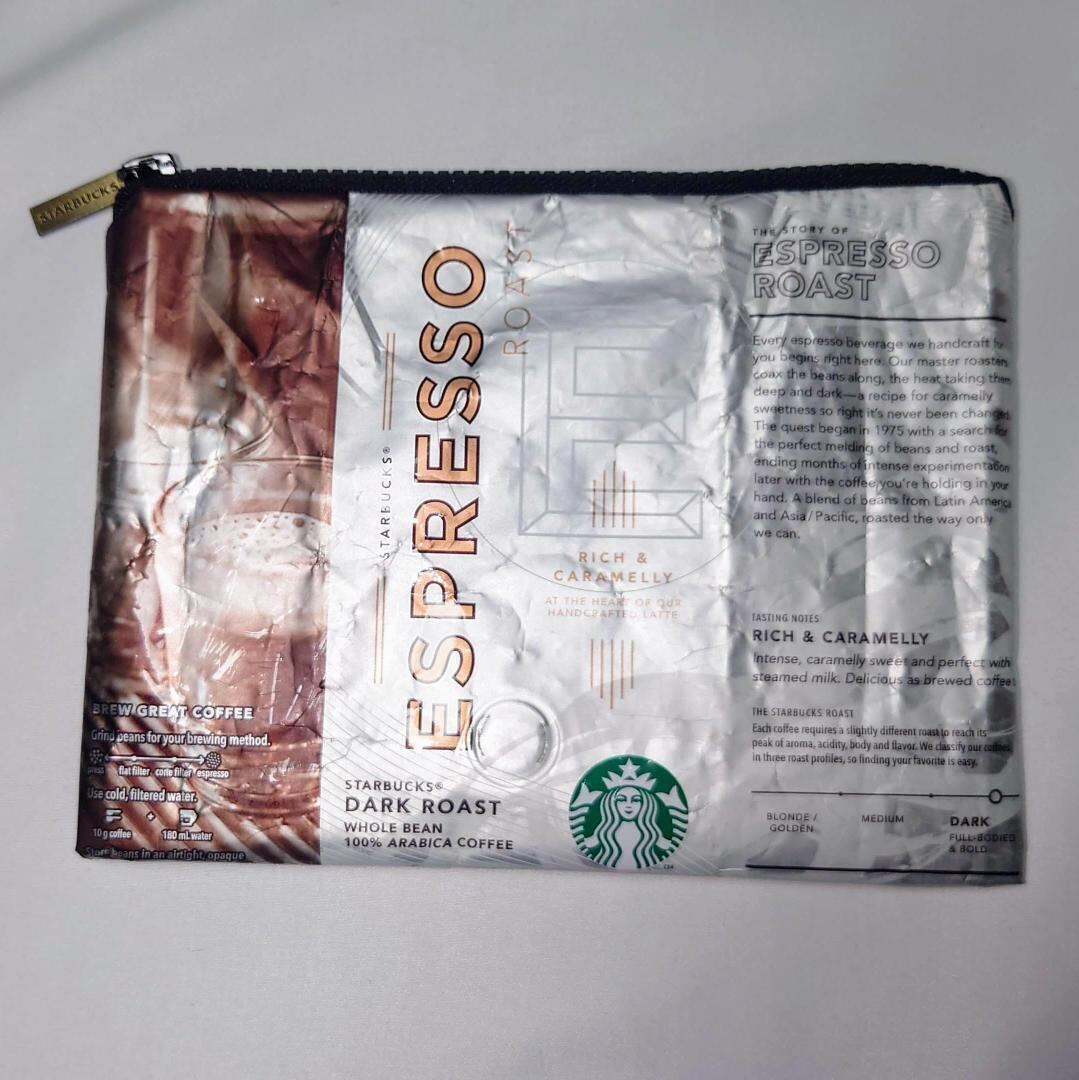 STARBUCKS
BREW GREAT COFFEE
Grind beans for your brewing method.
press flat filter cone filter espresso
Use cold, filtered water.
+
10 g coffee 180 mL water
Store beans in an airtight, opaque
STARBUCKS®
ESPRESSO
ROAST
RICH &
CARAMELLY
AT THE HEART OF OUR
HANDCRAFTED LATTE
STARBUCKS®
DARK ROAST
WHOLE BEAN
100% ARABICA COFFEE
THE STORY OF
ESPRESSO
ROAST
Every espresso beverage we handcraft for
you begins right here. Our master roasters
coax the beans along, the heat taking them
deep and dark—a recipe for caramelly
sweetness so right it's never been changed.
The quest began in 1975 with a search for
the perfect melding of beans and roast,
ending months of intense experimentation
later with the coffee you're holding in your
hand. A blend of beans from Latin America
and Asia/Pacific, roasted the way only
we can.
TASTING NOTES:
RICH & CARAMELLY
Intense, caramelly sweet and perfect with
steamed milk. Delicious as brewed coffee
THE STARBUCKS ROAST
Each coffee requires a slightly different roast to reach its
peak of aroma, acidity, body and flavor. We classify our coffees
in three roast profiles, so finding your favorite is easy.
BLONDE / GOLDEN
MEDIUM
DARK
FULL-BODIED
& BOLD